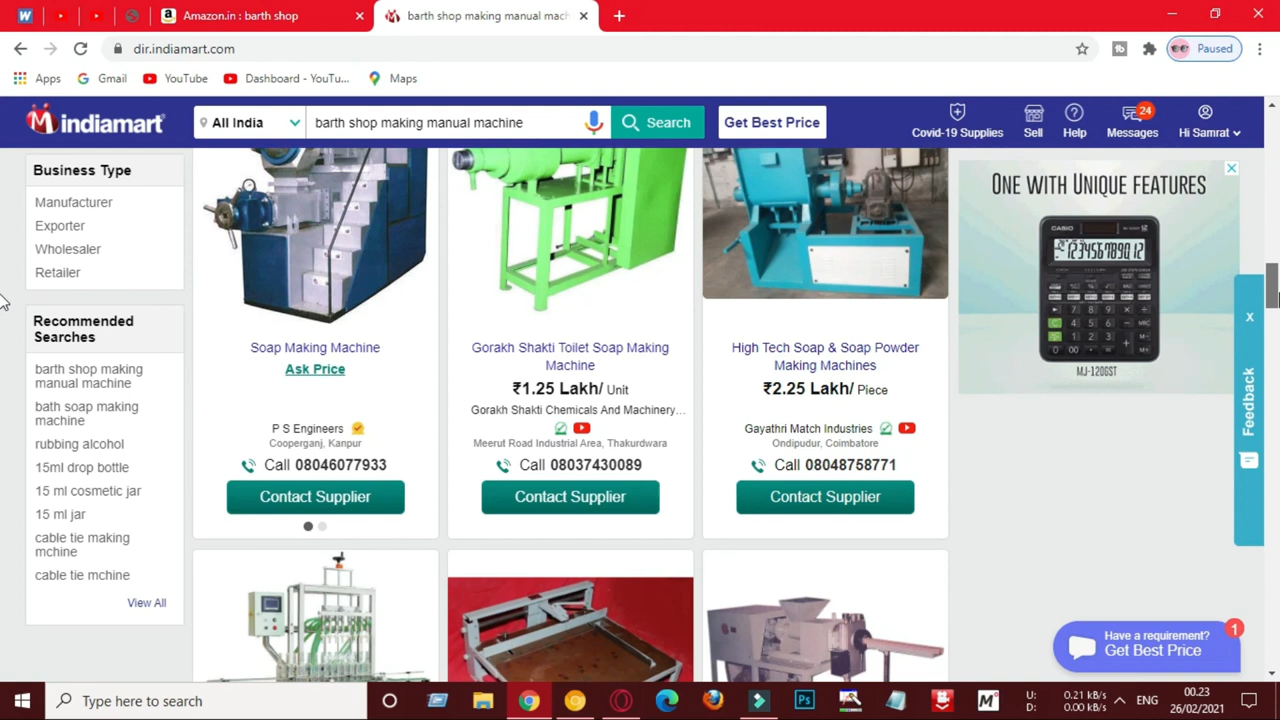 Amazon.in : barth shop
barth shop making manual mach
dir.indiamart.com
Paused
Apps
Gmail
YouTube
Dashboard - YouTu...
Maps
indiamart
All India
barth shop making manual machine
Search
Get Best Price
Covid-19 Supplies
Sell
Help
24
Messages
Hi Samrat
Business Type
Manufacturer
Exporter
Wholesaler
Retailer
Recommended
Searches
barth shop making
manual machine
bath soap making
machine
rubbing alcohol
15ml drop bottle
15 ml cosmetic jar
15 ml jar
cable tie making
mchine
cable tie mchine
View All
Soap Making Machine
Ask Price
P S Engineers
Cooperganj, Kanpur
Call 08046077933
Contact Supplier
Gorakh Shakti Toilet Soap Making
Machine
₹1.25 Lakh/ Unit
Gorakh Shakti Chemicals And Machinery...
Meerut Road Industrial Area, Thakurdwara
Call 08037430089
Contact Supplier
High Tech Soap & Soap Powder
Making Machines
₹2.25 Lakh/ Piece
Gayathri Match Industries
Ondipudur, Coimbatore
Call 08048758771
Contact Supplier
ONE WITH UNIQUE FEATURES
CASIO
MJ-120GST
x
Feedback
Have a requirement?
Get Best Price
1
Type here to search
U: 0.21 kB/s
D: 0.00 kB/s
ENG
00.23
26/02/2021